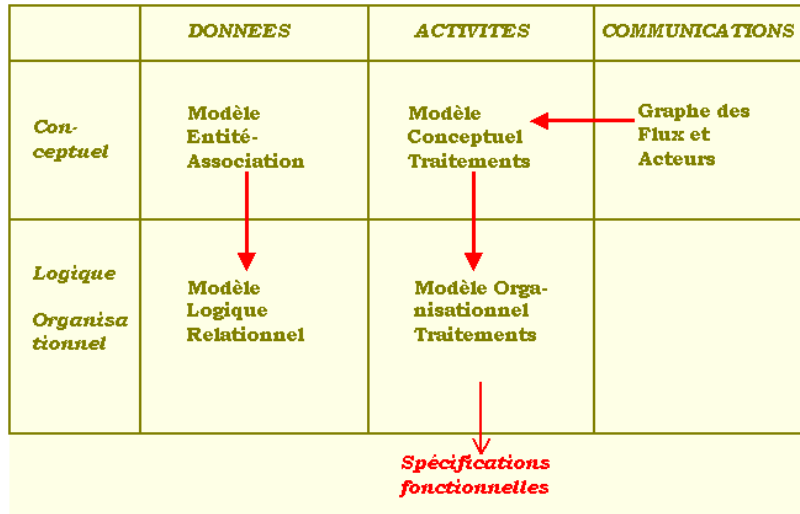 DONNEES ACTIVITES COMMUNICATIONS
Con-
ceptuel
Modèle
Entité-
Association
Modèle
Conceptuel
Traitements
Graphe des
Flux et
Acteurs
Logique
Organisa
tionnel
Modèle
Logique
Relationnel
Modèle Orga-
nisationnel
Traitements
Spécifications
fonctionnelles